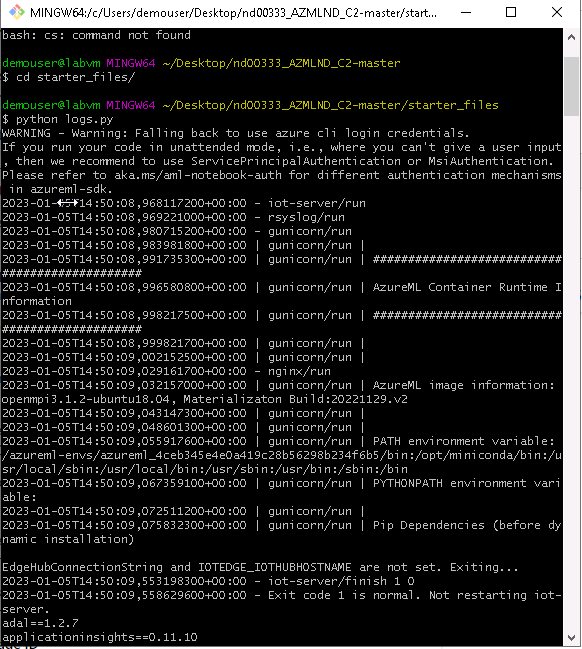 MINGW64:/c/Users/demouser/Desktop/nd00333_AZMLND_C2-master/start...
bash: cs: command not found
demouser@labvm MINGW64 ~/Desktop/nd00333_AZMLND_C2-master
$ cd starter_files/
demouser@labvm MINGW64 ~/Desktop/nd00333_AZMLND_C2-master/starter_files
$ python logs.py
WARNING - Warning: Falling back to use azure cli login credentials.
If you run your code in unattended mode, i.e., where you can't give a user input
, then we recommend to use ServicePrincipalAuthentication or MsiAuthentication.
Please refer to aka.ms/aml-notebook-auth for different authentication mechanisms
 in azureml-sdk.
2023-01-05T14:50:08,968117200+00:00 - iot-server/run
2023-01-05T14:50:08,969221000+00:00 - rsyslog/run
2023-01-05T14:50:08,980715200+00:00 - gunicorn/run
2023-01-05T14:50:08,983981800+00:00 | gunicorn/run |
2023-01-05T14:50:08,991735300+00:00 | gunicorn/run | ###########################
####################
2023-01-05T14:50:08,996580800+00:00 | gunicorn/run | AzureML Container Runtime I
nformation
2023-01-05T14:50:08,998217500+00:00 | gunicorn/run | ###########################
####################
2023-01-05T14:50:08,999821700+00:00 | gunicorn/run |
2023-01-05T14:50:09,002152500+00:00 | gunicorn/run |
2023-01-05T14:50:09,029161700+00:00 - nginx/run
2023-01-05T14:50:09,032157000+00:00 | gunicorn/run | AzureML image information:
openmpi3.1.2-ubuntu18.04, Materializaton Build:20221129.v2
2023-01-05T14:50:09,043147300+00:00 | gunicorn/run |
2023-01-05T14:50:09,048601300+00:00 | gunicorn/run |
2023-01-05T14:50:09,055917600+00:00 | gunicorn/run | PATH environment variable:
/azureml-envs/azureml_4ceb345e4e0a419c28b56298b234f6b5/bin:/opt/miniconda/bin:/u
sr/local/sbin:/usr/local/bin:/usr/sbin:/usr/bin:/sbin:/bin
2023-01-05T14:50:09,067359100+00:00 | gunicorn/run | PYTHONPATH environment vari
able:
2023-01-05T14:50:09,072511200+00:00 | gunicorn/run |
2023-01-05T14:50:09,075832300+00:00 | gunicorn/run | Pip Dependencies (before dy
namic installation)
EdgeHubConnectionString and IOTEDGE_IOTHUBHOSTNAME are not set. Exiting...
2023-01-05T14:50:09,553198300+00:00 - iot-server/finish 1 0
2023-01-05T14:50:09,558629600+00:00 - Exit code 1 is normal. Not restarting iot-
server.
adal==1.2.7
applicationinsights==0.11.10